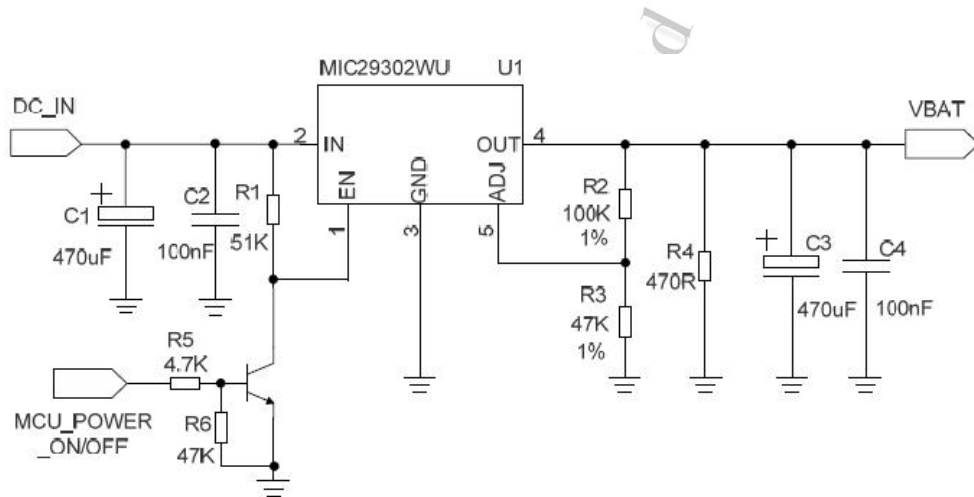 d
MIC29302WU U1
DC_IN
VBAT
2 IN
OUT 4
EN
GND
ADJ
1
3
5
+
C1
470uF
C2
100nF
R1
51K
R2
100K
1%
R3
47K
1%
R4
470R
+
C3
470uF
C4
100nF
R5
4.7K
MCU_POWER
_ON/OFF
R6
47K